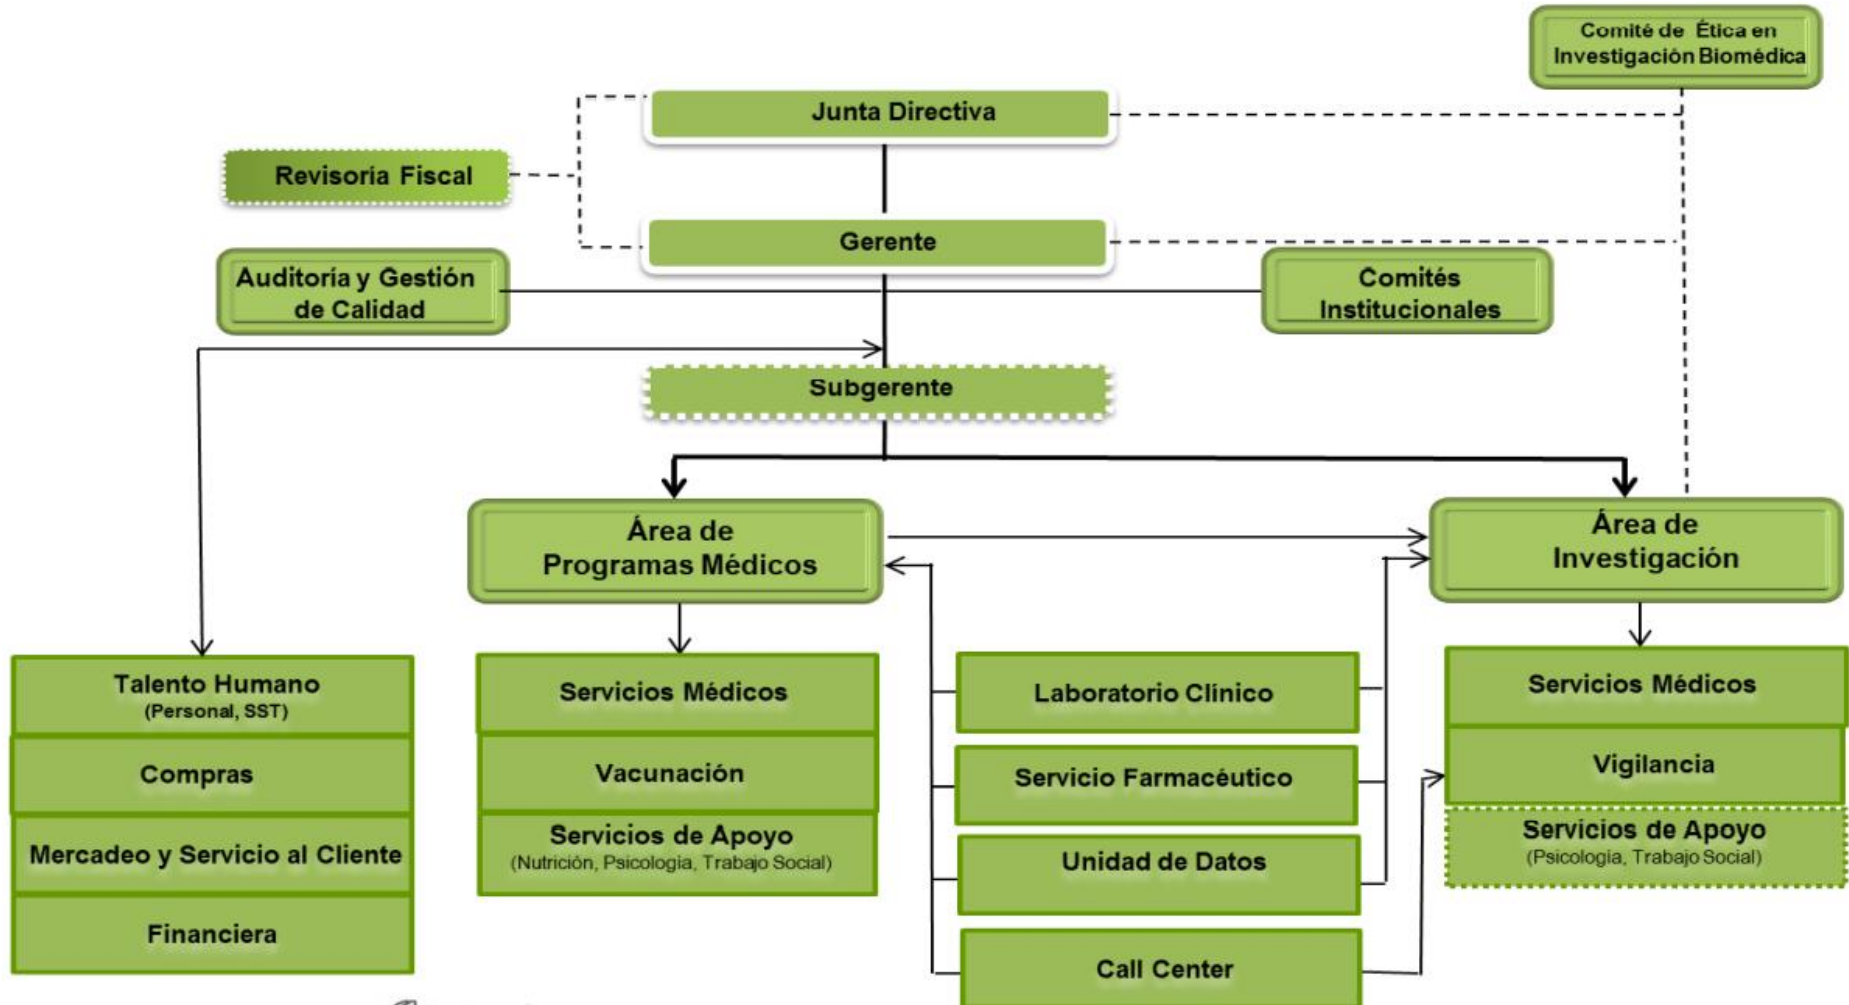 Comité de Ética en
Investigación Biomédica
Junta Directiva
Revisoría Fiscal
Gerente
Auditoría y Gestión
de Calidad
Comités
Institucionales
Subgerente
Área de
Programas Médicos
Área de
Investigación
Talento Humano
(Personal, SST)
Compras
Mercadeo y Servicio al Cliente
Financiera
Servicios Médicos
Vacunación
Servicios de Apoyo
(Nutrición, Psicología, Trabajo Social)
Laboratorio Clínico
Servicio Farmacéutico
Unidad de Datos
Call Center
Servicios Médicos
Vigilancia
Servicios de Apoyo
(Psicología, Trabajo Social)